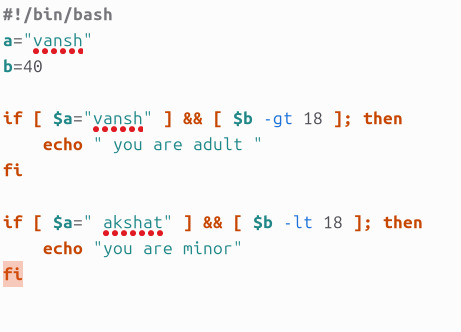 #!/bin/bash
a="vansh"
b=40

if [ $a="vansh" ] && [ $b -gt 18 ]; then
    echo " you are adult "
fi

if [ $a=" akshat" ] && [ $b -lt 18 ]; then
    echo "you are minor"
fi